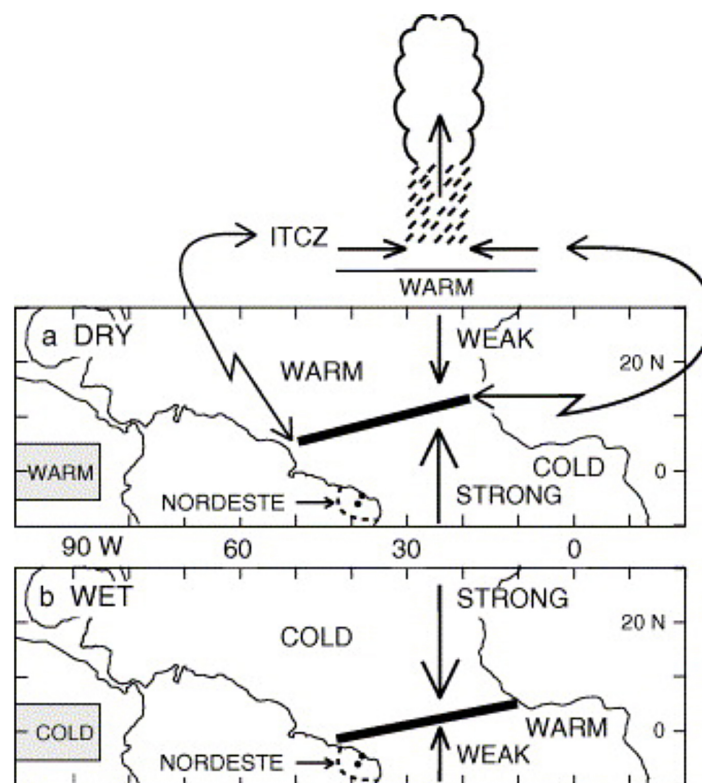 ITCZ
WARM
a DRY
WEAK
20 N
WARM
WARM
COLD
0
NORDESTE
STRONG
90 W 60 30 0
b WET
STRONG
20 N
COLD
COLD
WARM
0
NORDESTE
WEAK